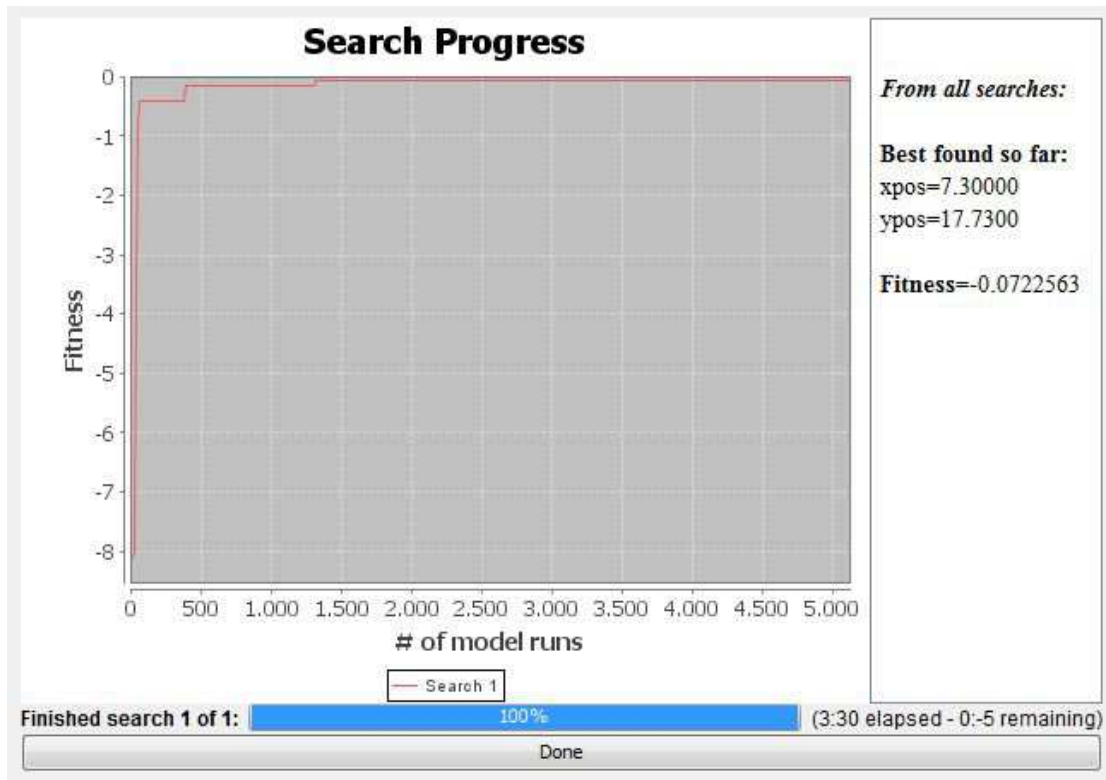 Search Progress
0
-1
-2
-3
-4
-5
-6
-7
-8
Fitness
0 500 1.000 1.500 2.000 2.500 3.000 3.500 4.000 4.500 5.000
# of model runs
Search 1
From all searches:
Best found so far:
xpos=7.30000
ypos=17.7300
Fitness=-0.0722563
Finished search 1 of 1: 100% (3:30 elapsed - 0:-5 remaining)
Done